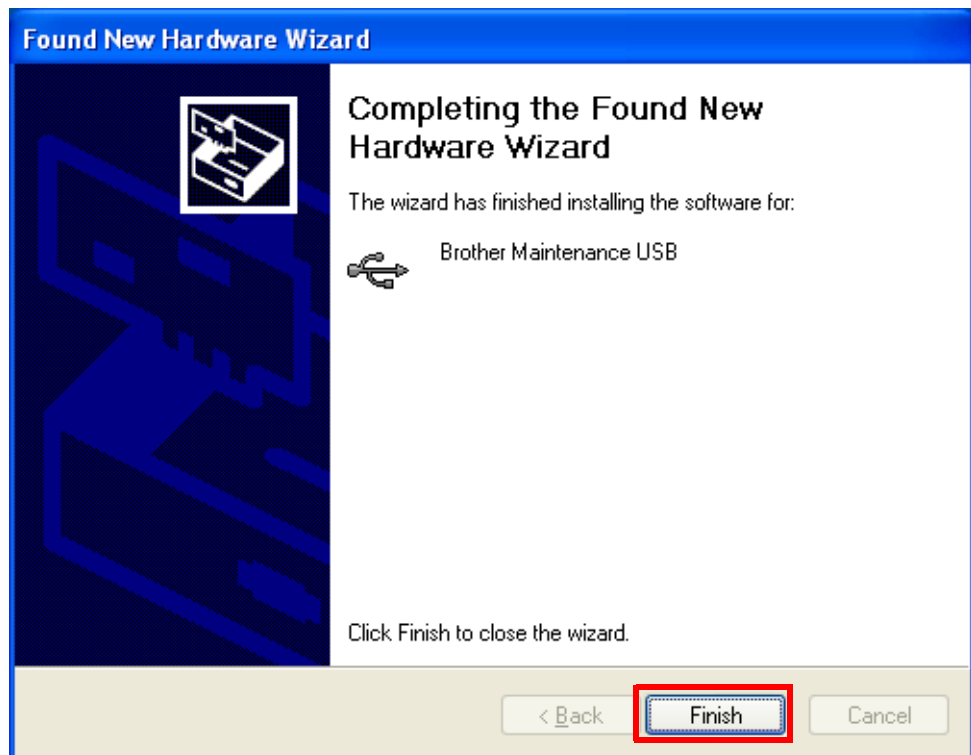 Found New Hardware Wizard
Completing the Found New
Hardware Wizard
The wizard has finished installing the software for:
Brother Maintenance USB
Click Finish to close the wizard.
< Back Finish Cancel